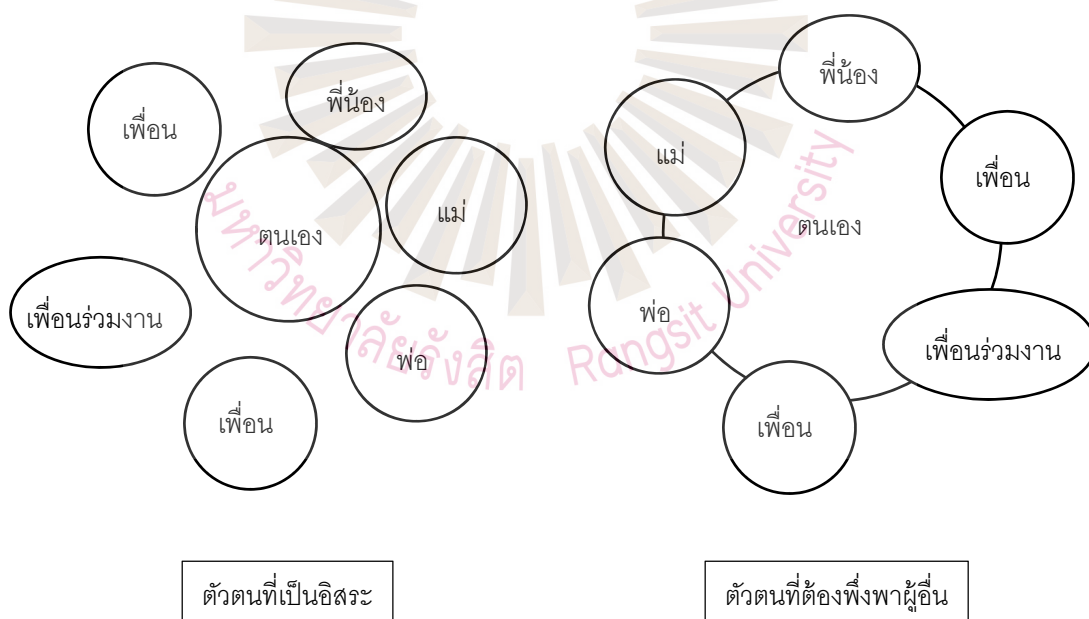 พี่น้อง
เพื่อน
แม่
ตนเอง
เพื่อนร่วมงาน
พ่อ
เพื่อน
พี่น้อง
แม่
เพื่อน
ตนเอง
พ่อ
เพื่อนร่วมงาน
เพื่อน
มหาวิทยาลัยรังสิต Rangsit University
ตัวตนที่เป็นอิสระ
ตัวตนที่ต้องพึ่งพาผู้อื่น